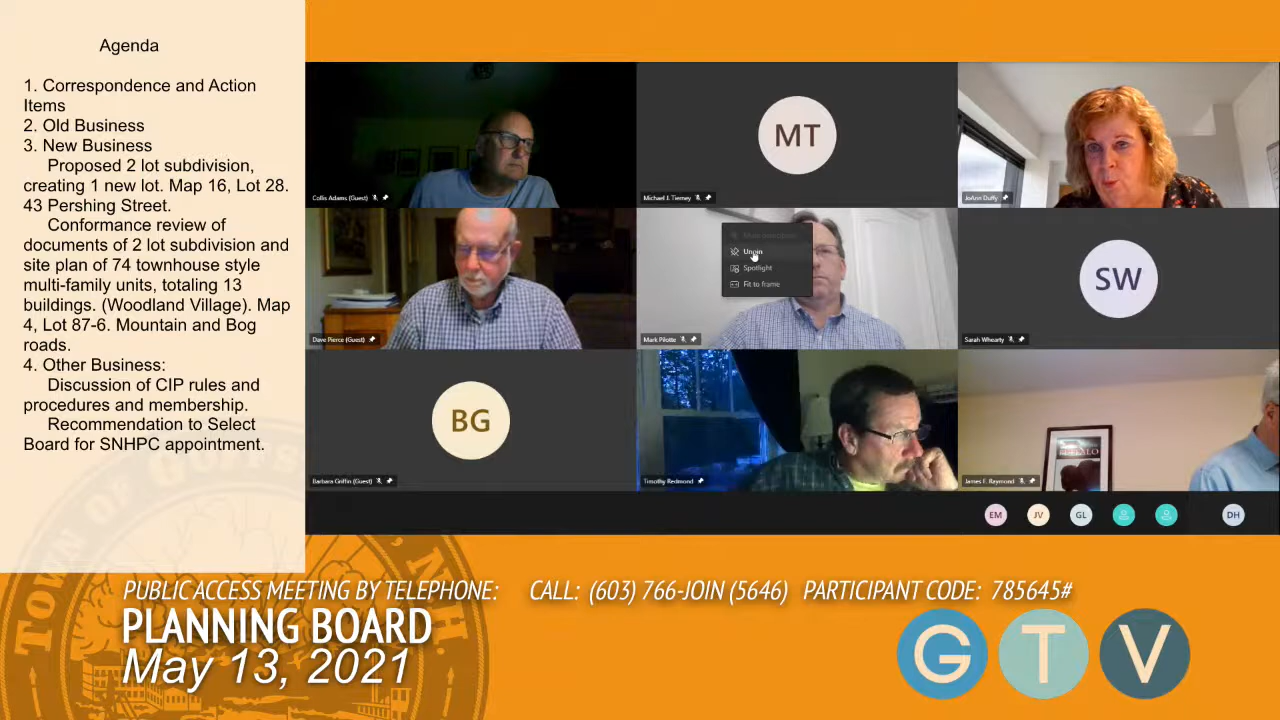 Agenda
1. Correspondence and Action
Items
2. Old Business
3. New Business
Proposed 2 lot subdivision,
creating 1 new lot. Map 16, Lot 28.
43 Pershing Street.
Conformance review of
documents of 2 lot subdivision and
site plan of 74 townhouse style
multi-family units, totaling 13
buildings. (Woodland Village). Map
4, Lot 87-6. Mountain and Bog
roads.
4. Other Business:
Discussion of CIP rules and
procedures and membership.
Recommendation to Select
Board for SNHPC appointment.
MT
Collis Adams (Guest)
Michael J. Tierney
JoAnn Duffy
Unpin
Spotlight
Fit to frame
SW
Dave Pierce (Guest)
Mark Pilotte
Sarah Whearty
BG
Barbara Griffin (Guest)
Timothy Redmond
James F. Raymond
EM
JV
GL
DH
PUBLIC ACCESS MEETING BY TELEPHONE: CALL: (603) 766-JOIN (5646) PARTICIPANT CODE: 785645#
PLANNING BOARD
May 13, 2021
G T V
TOWN OF
N.H.